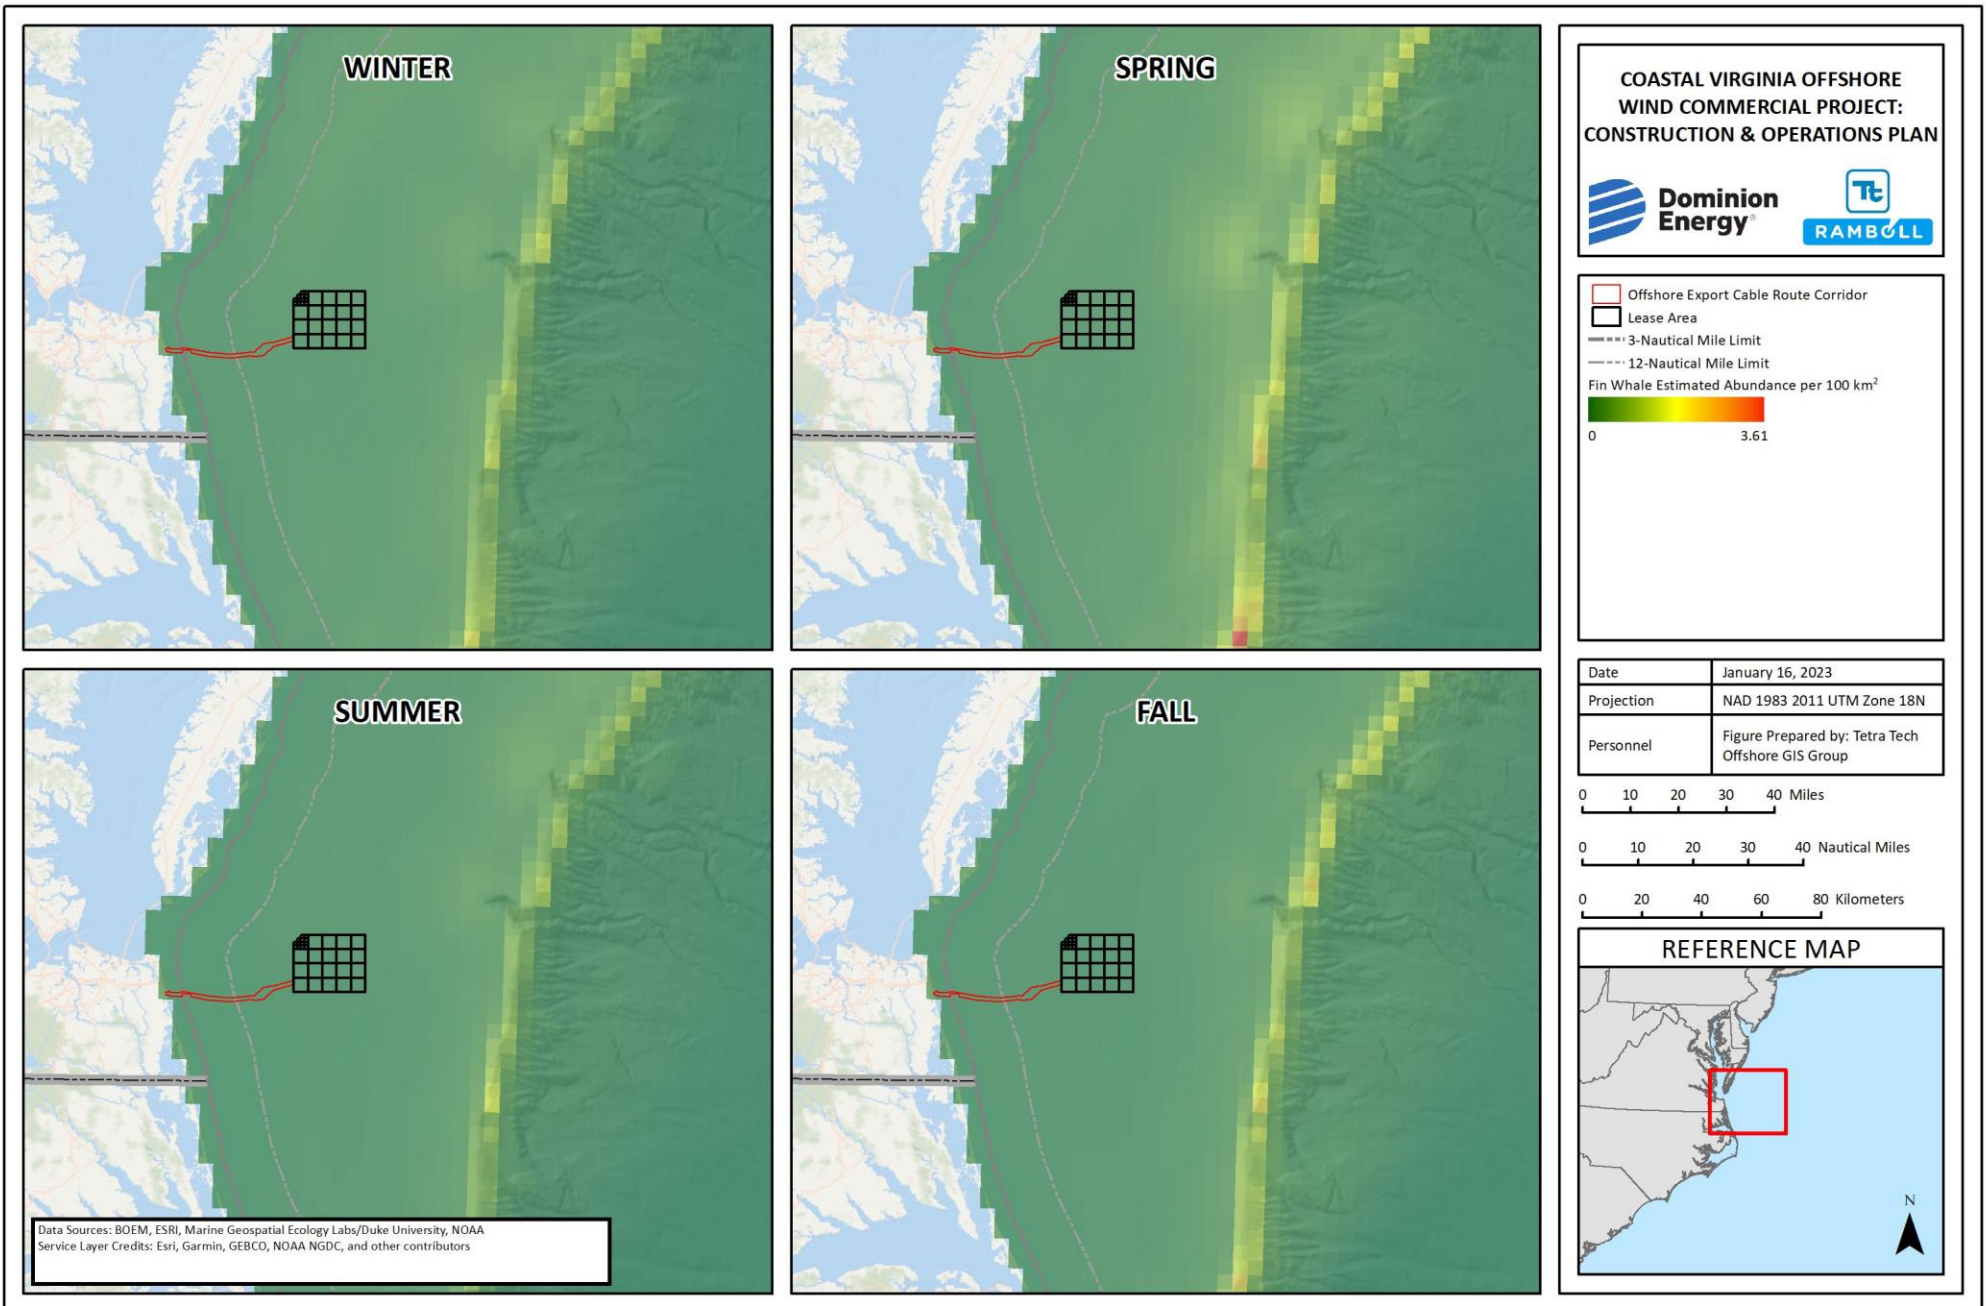 WINTER
SPRING
SUMMER
FALL
Data Sources: BOEM, ESRI, Marine Geospatial Ecology Labs/Duke University, NOAA
Service Layer Credits: Esri, Garmin, GEBCO, NOAA NGDC, and other contributors
COASTAL VIRGINIA OFFSHORE
WIND COMMERCIAL PROJECT:
CONSTRUCTION & OPERATIONS PLAN
Dominion
Energy®
Tt
RAMBOLL
Offshore Export Cable Route Corridor
Lease Area
3-Nautical Mile Limit
12-Nautical Mile Limit
Fin Whale Estimated Abundance per 100 km²
0 3.61
Date January 16, 2023
Projection NAD 1983 2011 UTM Zone 18N
Personnel Figure Prepared by: Tetra Tech
Offshore GIS Group
0 10 20 30 40 Miles
0 10 20 30 40 Nautical Miles
0 20 40 60 80 Kilometers
REFERENCE MAP
N